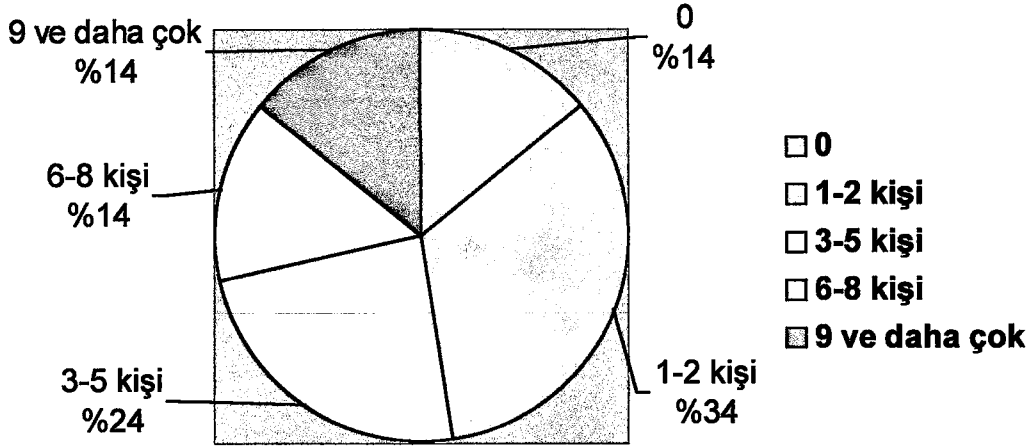 9 ve daha çok
%14
0
%14
6-8 kişi
%14
3-5 kişi
%24
1-2 kişi
%34
0
1-2 kişi
3-5 kişi
6-8 kişi
9 ve daha çok